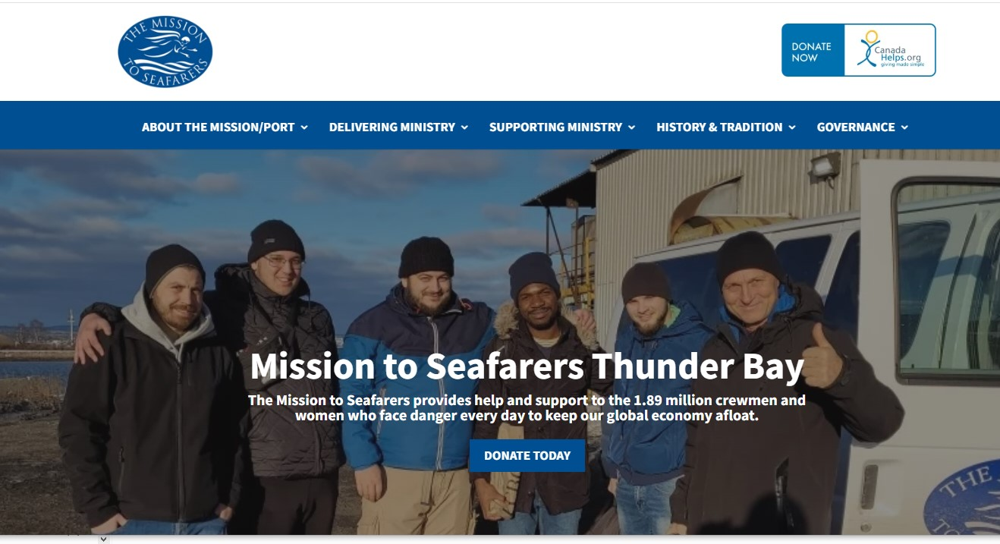 THE MISSION
TO SEAFARERS
DONATE
NOW
Canada
Helps.org
giving made simple
ABOUT THE MISSION/PORT
DELIVERING MINISTRY
SUPPORTING MINISTRY
HISTORY & TRADITION
GOVERNANCE
Mission to Seafarers Thunder Bay
The Mission to Seafarers provides help and support to the 1.89 million crewmen and
women who face danger every day to keep our global economy afloat.
DONATE TODAY
THE
TO